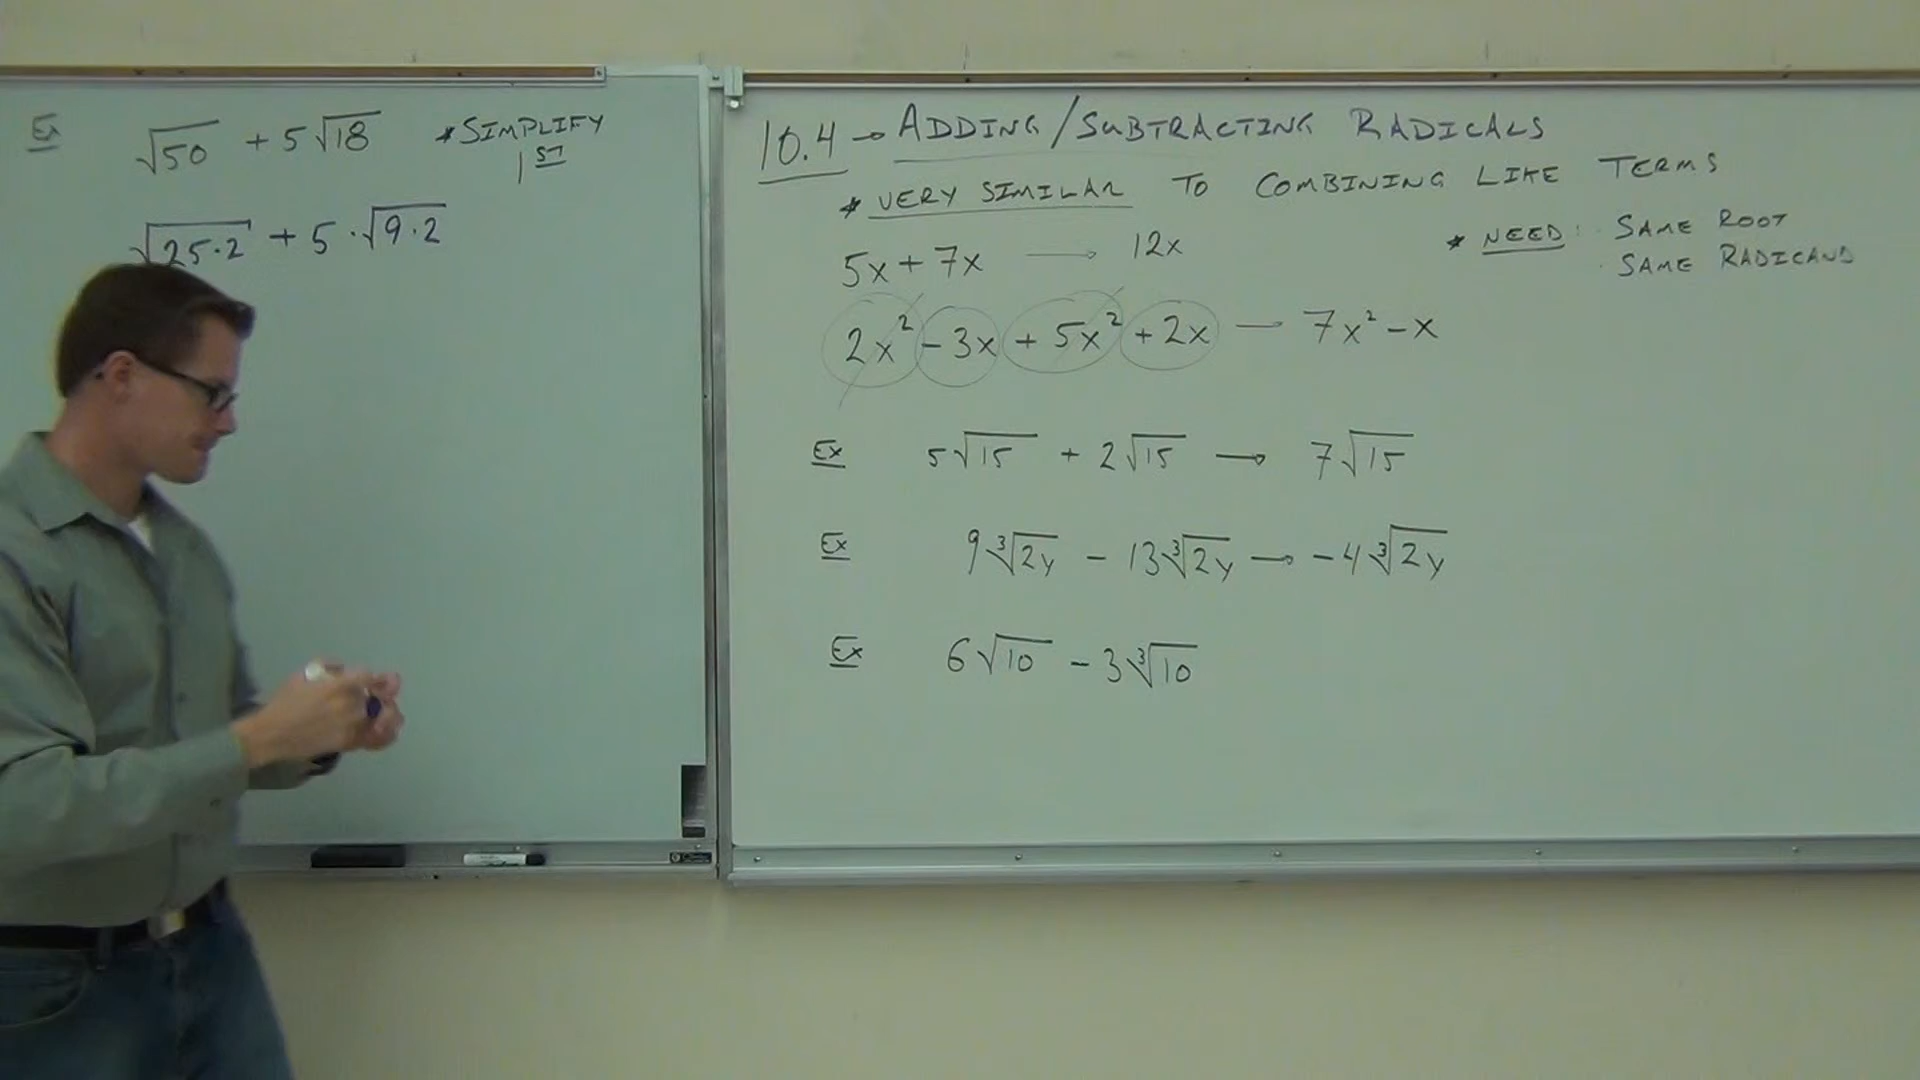 Ex √50 + 5√18 * SIMPLIFY
1ST
√25·2 + 5·√9·2
10.4 → ADDING/SUBTRACTING RADICALS
* VERY SIMILAR TO COMBINING LIKE TERMS
* NEED: · SAME ROOT
· SAME RADICAND
5x + 7x → 12x
2x² - 3x + 5x² + 2x → 7x² - x
Ex 5√15 + 2√15 → 7√15
Ex 9∛2y - 13∛2y → -4∛2y
Ex 6√10 - 3∛10